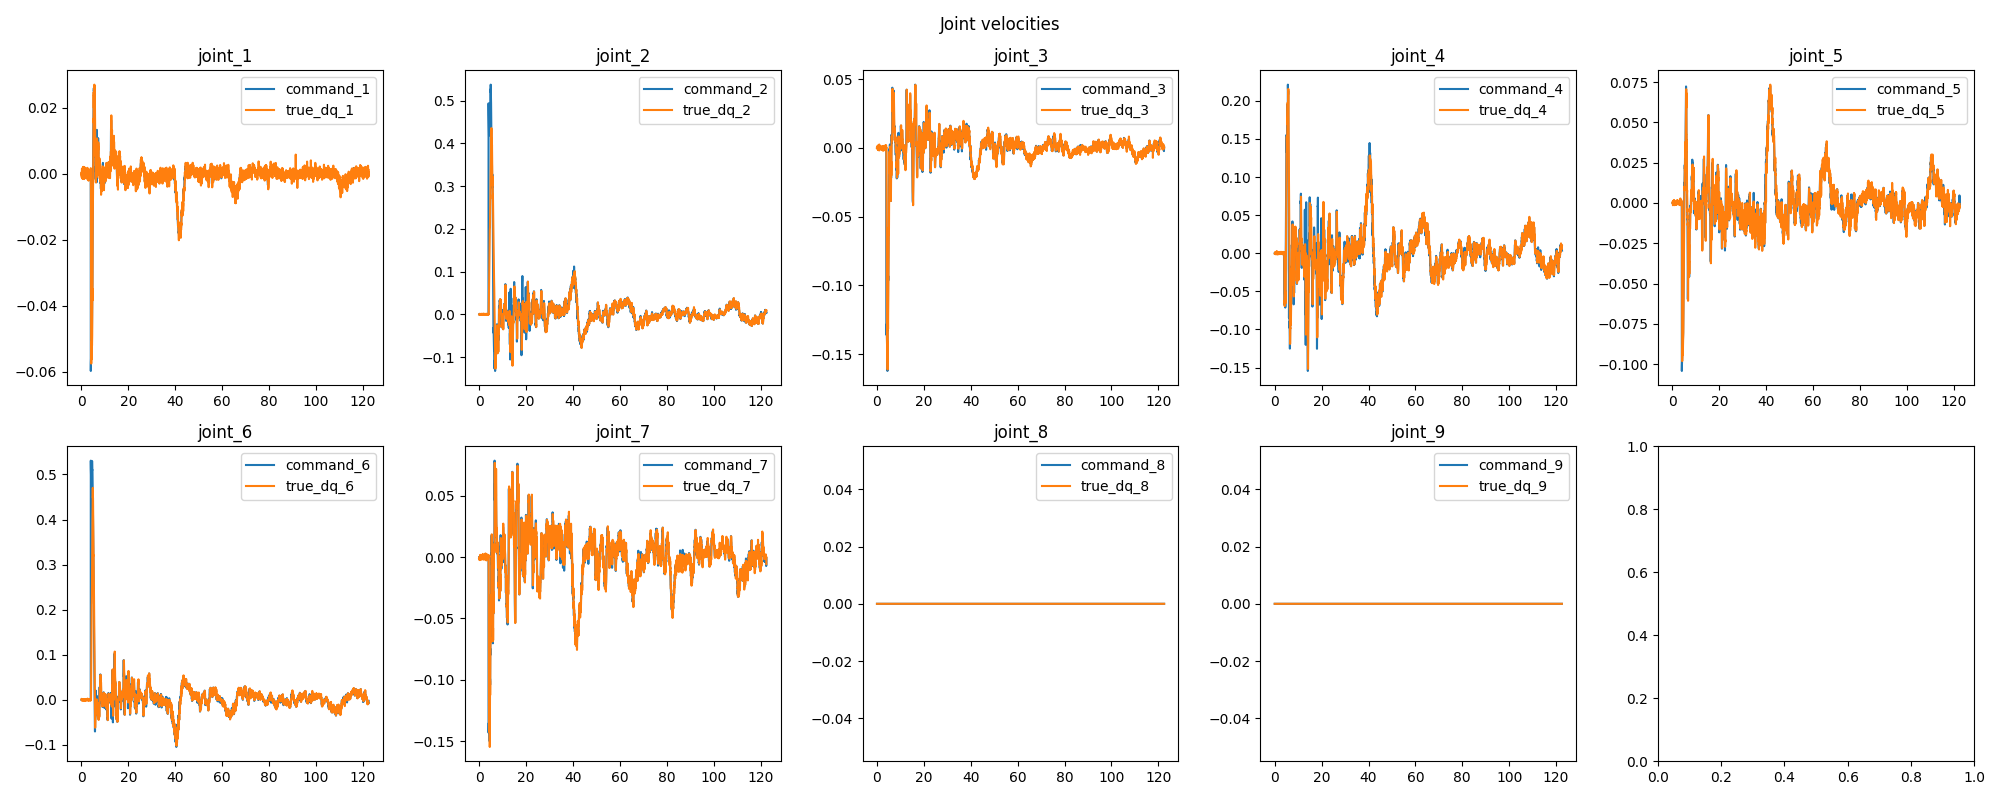 Joint velocities
joint_1
joint_2
joint_3
joint_4
joint_5
command_1
true_dq_1
0.02
0.00
−0.02
−0.04
−0.06
0 20 40 60 80 100 120
command_2
true_dq_2
0.5
0.4
0.3
0.2
0.1
0.0
−0.1
0 20 40 60 80 100 120
command_3
true_dq_3
0.05
0.00
−0.05
−0.10
−0.15
0 20 40 60 80 100 120
command_4
true_dq_4
0.20
0.15
0.10
0.05
0.00
−0.05
−0.10
−0.15
0 20 40 60 80 100 120
command_5
true_dq_5
0.075
0.050
0.025
0.000
−0.025
−0.050
−0.075
−0.100
0 20 40 60 80 100 120
joint_6
joint_7
joint_8
joint_9
command_6
true_dq_6
0.5
0.4
0.3
0.2
0.1
0.0
−0.1
0 20 40 60 80 100 120
command_7
true_dq_7
0.05
0.00
−0.05
−0.10
−0.15
0 20 40 60 80 100 120
command_8
true_dq_8
0.04
0.02
0.00
−0.02
−0.04
0 20 40 60 80 100 120
command_9
true_dq_9
0.04
0.02
0.00
−0.02
−0.04
0 20 40 60 80 100 120
1.0
0.8
0.6
0.4
0.2
0.0
0.0 0.2 0.4 0.6 0.8 1.0